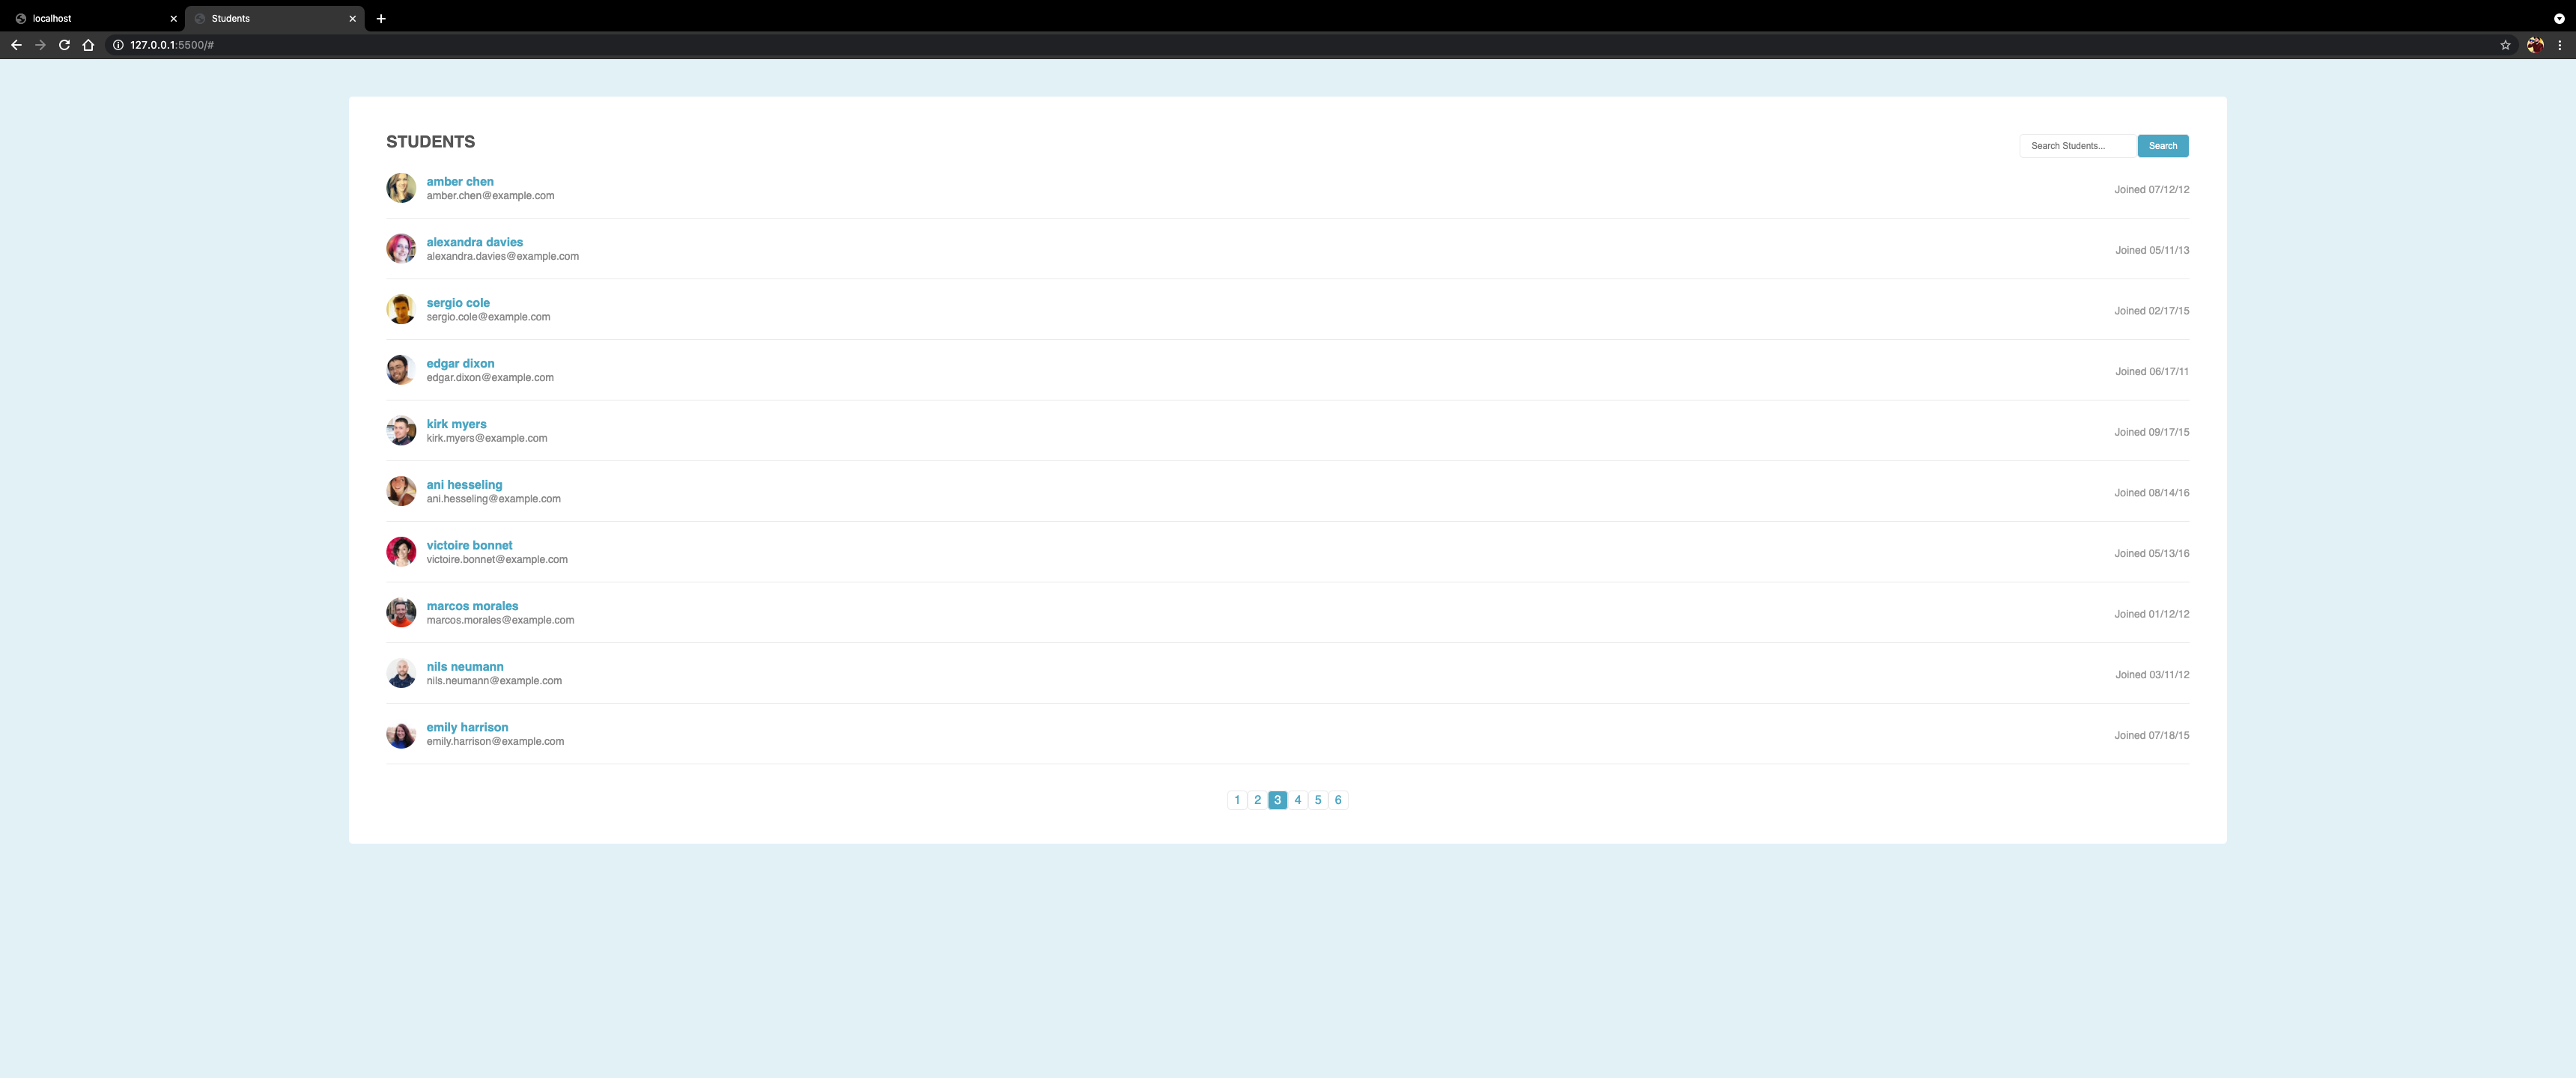 localhost
Students
127.0.0.1:5500/#
STUDENTS
Search Students...
Search
amber chen
amber.chen@example.com
Joined 07/12/12
alexandra davies
alexandra.davies@example.com
Joined 05/11/13
sergio cole
sergio.cole@example.com
Joined 02/17/15
edgar dixon
edgar.dixon@example.com
Joined 06/17/11
kirk myers
kirk.myers@example.com
Joined 09/17/15
ani hesseling
ani.hesseling@example.com
Joined 08/14/16
victoire bonnet
victoire.bonnet@example.com
Joined 05/13/16
marcos morales
marcos.morales@example.com
Joined 01/12/12
nils neumann
nils.neumann@example.com
Joined 03/11/12
emily harrison
emily.harrison@example.com
Joined 07/18/15
1 2 3 4 5 6